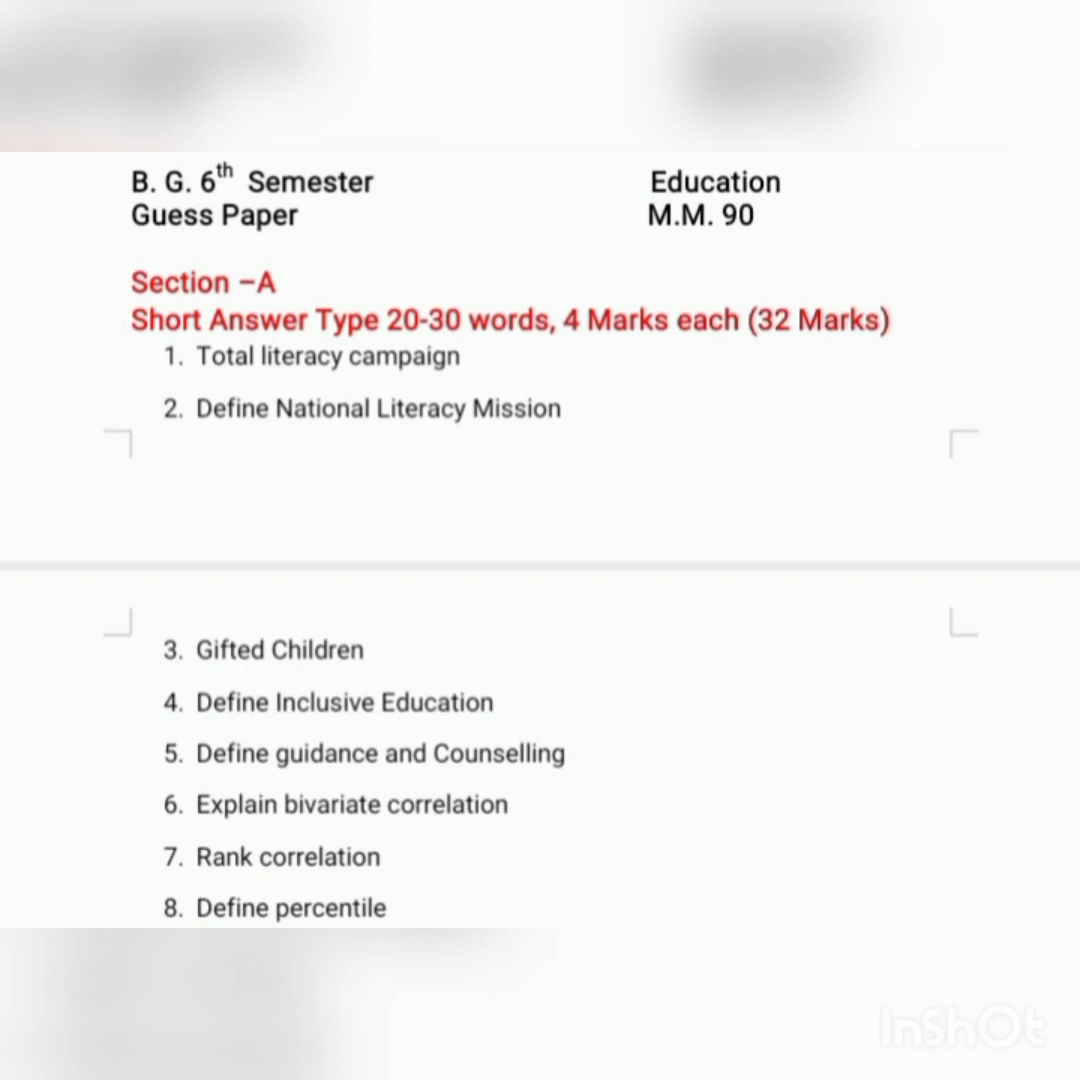 B. G. 6th Semester Education
Guess Paper M.M. 90
Section –A
Short Answer Type 20-30 words, 4 Marks each (32 Marks)
1. Total literacy campaign
2. Define National Literacy Mission
3. Gifted Children
4. Define Inclusive Education
5. Define guidance and Counselling
6. Explain bivariate correlation
7. Rank correlation
8. Define percentile
InShOt